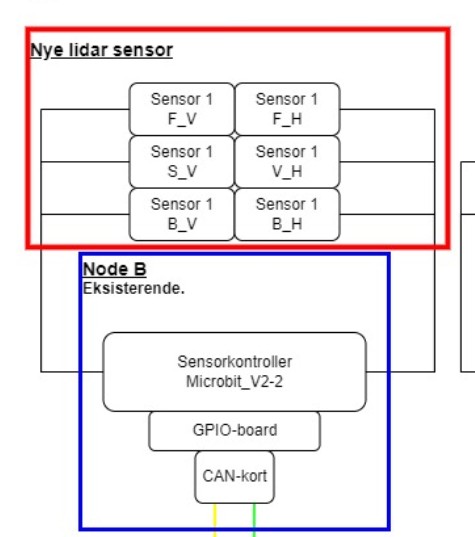 Nye lidar sensor
Sensor 1
F_V
Sensor 1
F_H
Sensor 1
S_V
Sensor 1
V_H
Sensor 1
B_V
Sensor 1
B_H
Node B
Eksisterende.
Sensorkontroller
Microbit_V2-2
GPIO-board
CAN-kort